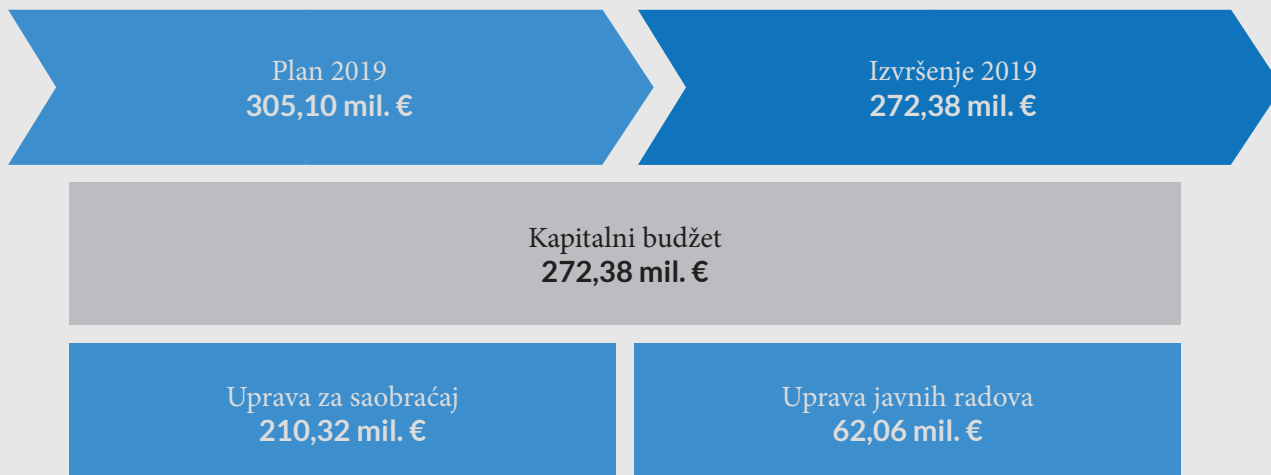 Plan 2019
305,10 mil. €
Izvršenje 2019
272,38 mil. €
Kapitalni budžet
272,38 mil. €
Uprava za saobraćaj
210,32 mil. €
Uprava javnih radova
62,06 mil. €